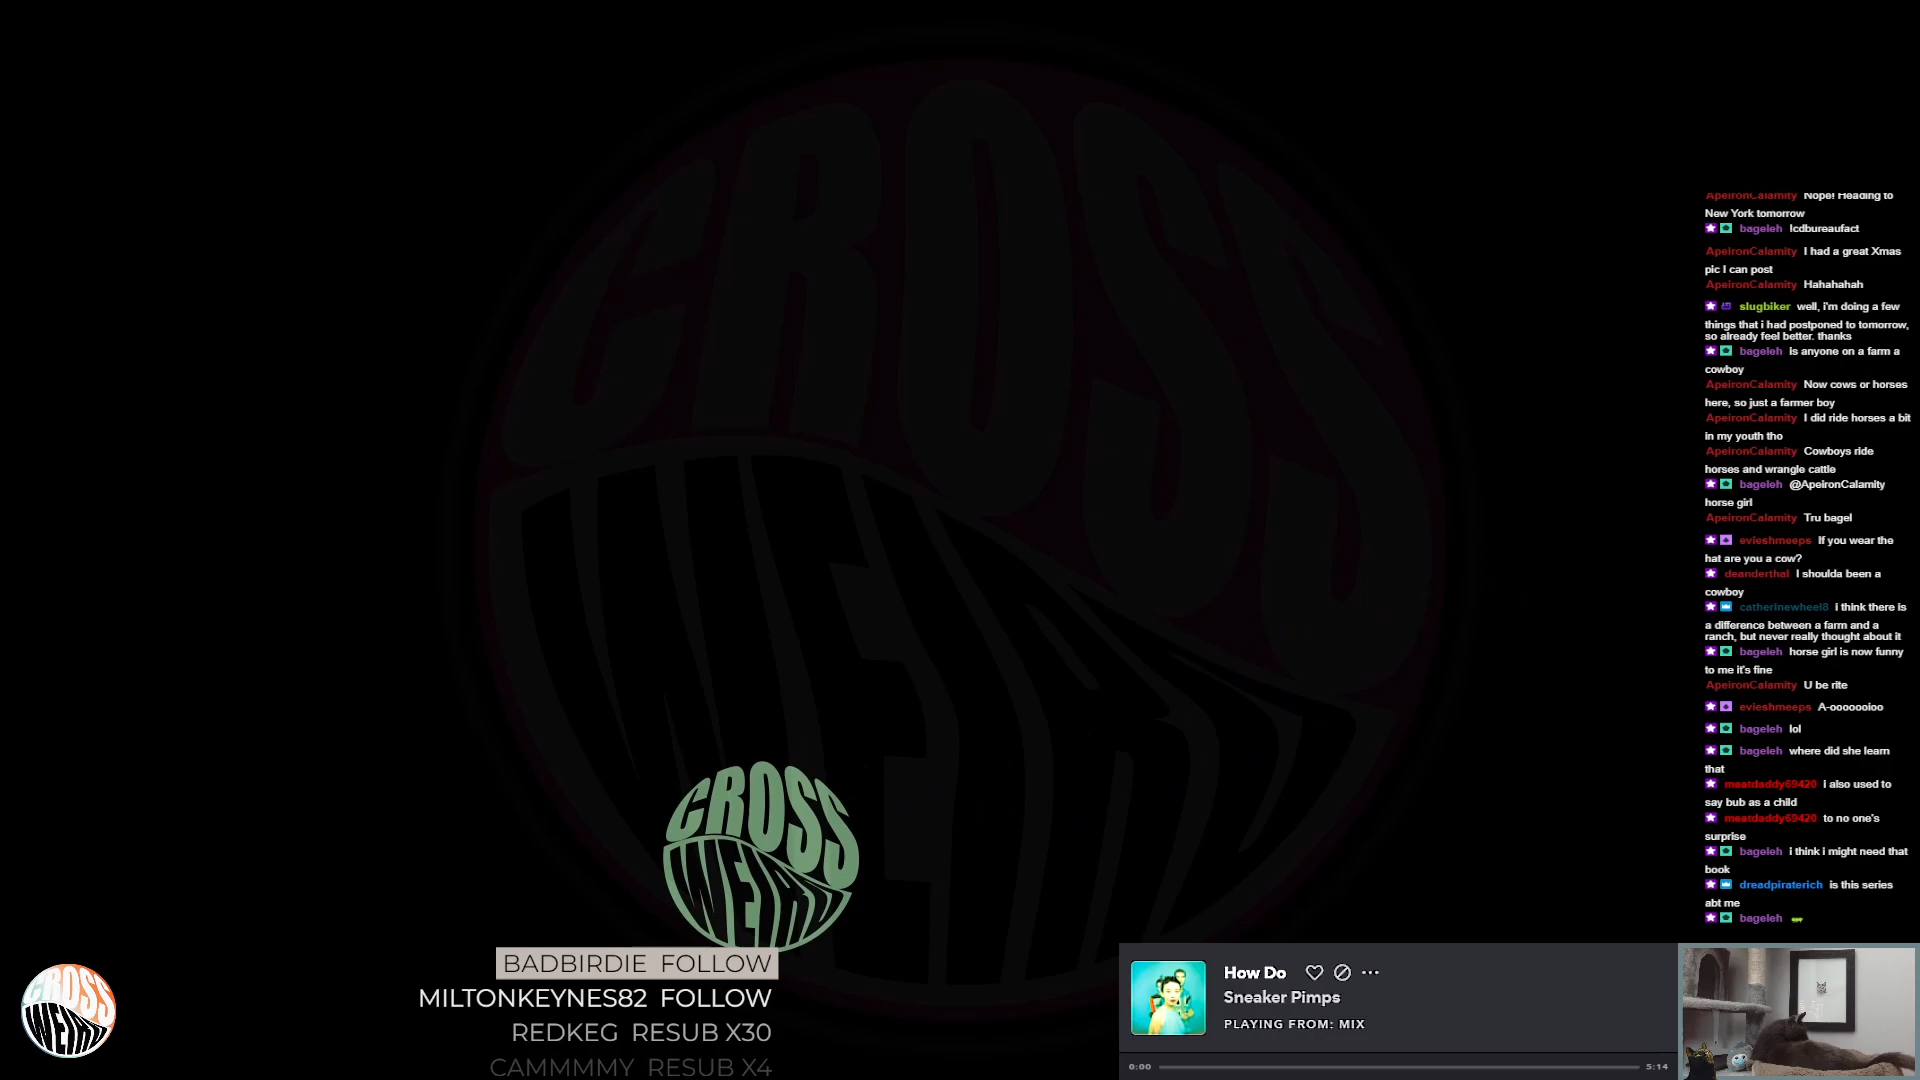 CROSS
WEIRD
ApeironCalamity Nope! Heading to
New York tomorrow
bageleh lcdbureaufact
ApeironCalamity I had a great Xmas
pic I can post
ApeironCalamity Hahahahah
slugbiker well, i'm doing a few
things that i had postponed to tomorrow,
so already feel better. thanks
bageleh is anyone on a farm a
cowboy
ApeironCalamity Now cows or horses
here, so just a farmer boy
ApeironCalamity I did ride horses a bit
in my youth tho
ApeironCalamity Cowboys ride
horses and wrangle cattle
bageleh @ApeironCalamity
horse girl
ApeironCalamity Tru bagel
evieshmeeps If you wear the
hat are you a cow?
deanderthal I shoulda been a
cowboy
catherinewheel8 i think there is
a difference between a farm and a
ranch, but never really thought about it
bageleh horse girl is now funny
to me it's fine
ApeironCalamity U be rite
evieshmeeps A-ooooooioo
bageleh lol
bageleh where did she learn
that
meatdaddy69420 i also used to
say bub as a child
meatdaddy69420 to no one's
surprise
bageleh i think i might need that
book
dreadpiraterich is this series
abt me
bageleh
CROSS
WEIRD
BADBIRDIE FOLLOW
MILTONKEYNES82 FOLLOW
REDKEG RESUB X30
CAMMMMY RESUB X4
CROSS
WEIRD
How Do
Sneaker Pimps
PLAYING FROM: MIX
0:00
5:14